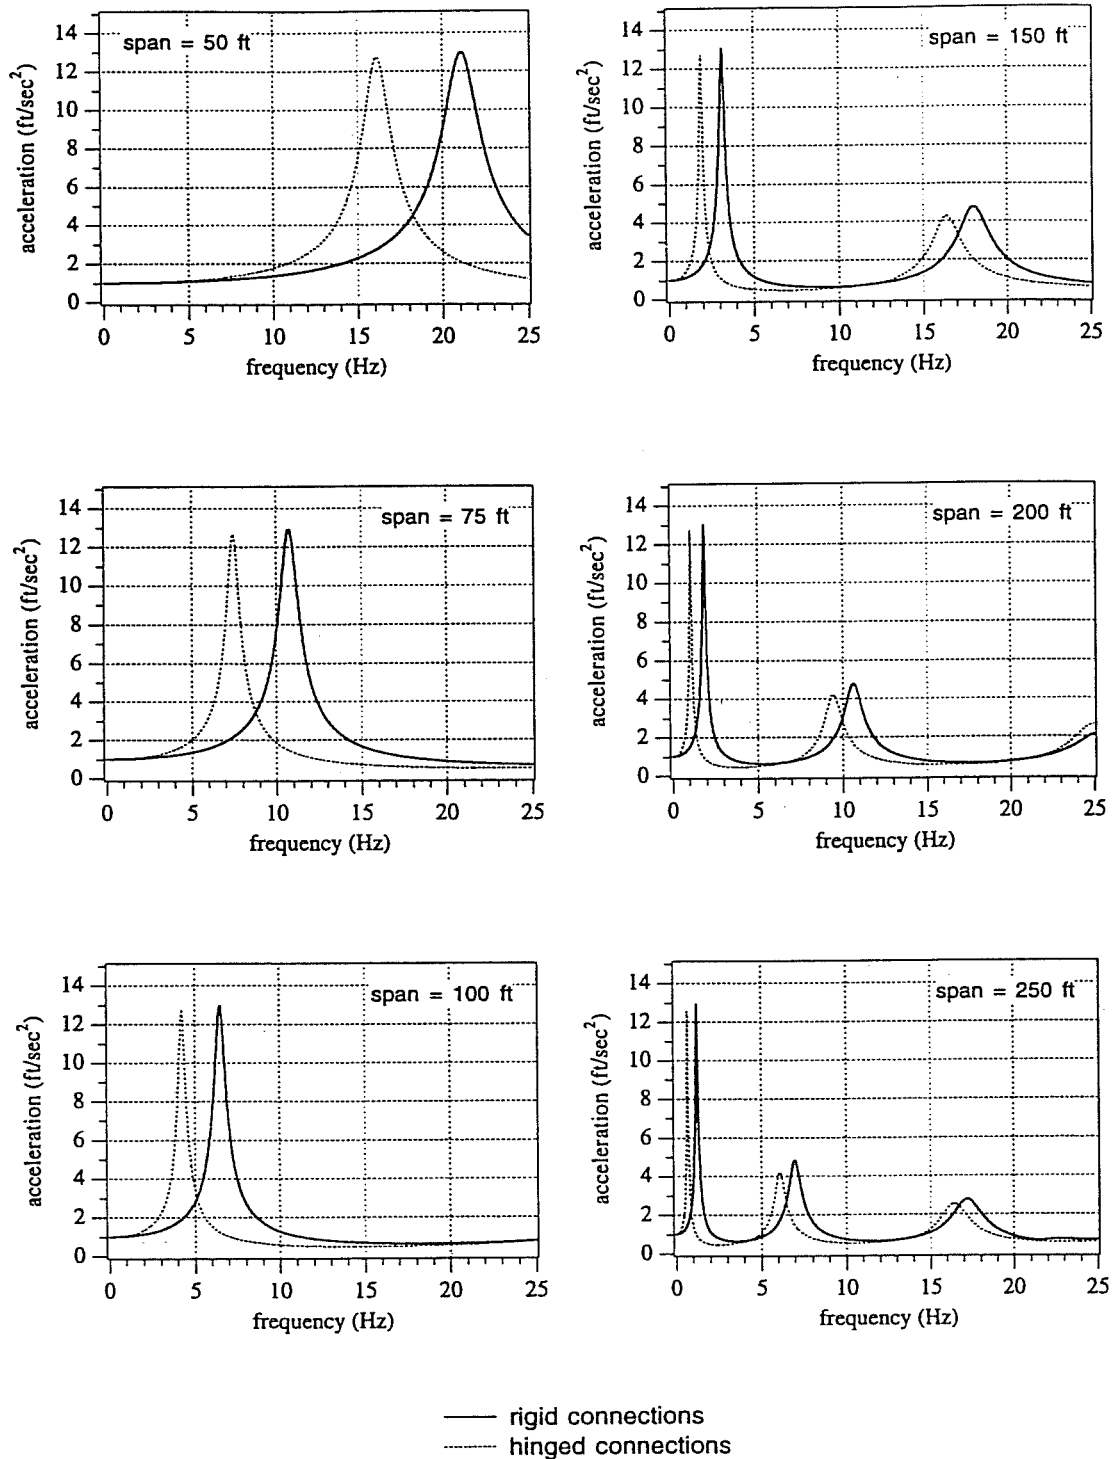 span = 50 ft
acceleration (ft/sec²)
14
12
10
8
6
4
2
0
0 5 10 15 20 25
frequency (Hz)
span = 150 ft
acceleration (ft/sec²)
14
12
10
8
6
4
2
0
0 5 10 15 20 25
frequency (Hz)
span = 75 ft
acceleration (ft/sec²)
14
12
10
8
6
4
2
0
0 5 10 15 20 25
frequency (Hz)
span = 200 ft
acceleration (ft/sec²)
14
12
10
8
6
4
2
0
0 5 10 15 20 25
frequency (Hz)
span = 100 ft
acceleration (ft/sec²)
14
12
10
8
6
4
2
0
0 5 10 15 20 25
frequency (Hz)
span = 250 ft
acceleration (ft/sec²)
14
12
10
8
6
4
2
0
0 5 10 15 20 25
frequency (Hz)
rigid connections
hinged connections